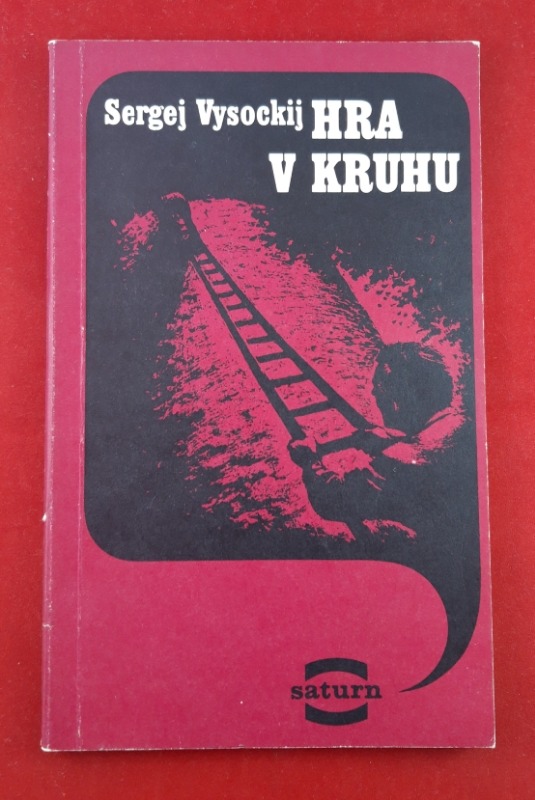 Sergej Vysockij HRA
V KRUHU
saturn